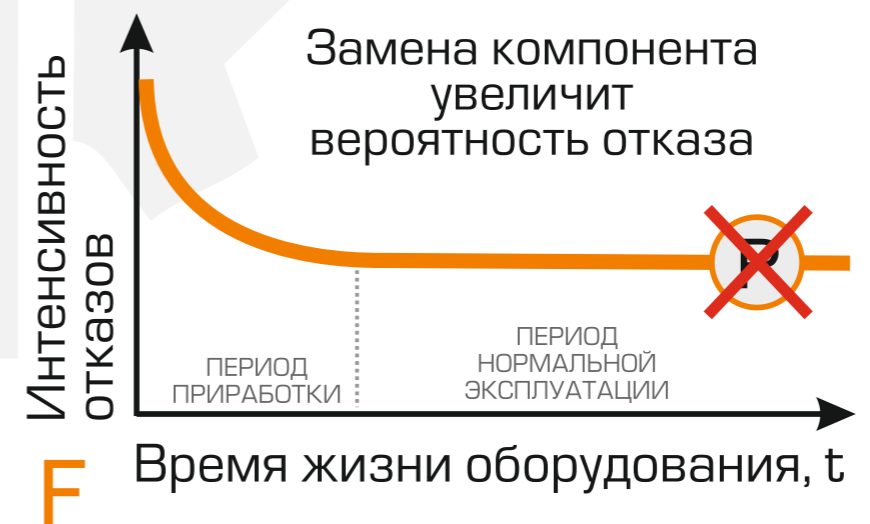 Замена компонента
увеличит
вероятность отказа
Интенсивность
отказов
Р
ПЕРИОД
ПРИРАБОТКИ
ПЕРИОД
НОРМАЛЬНОЙ
ЭКСПЛУАТАЦИИ
Время жизни оборудования, t
F